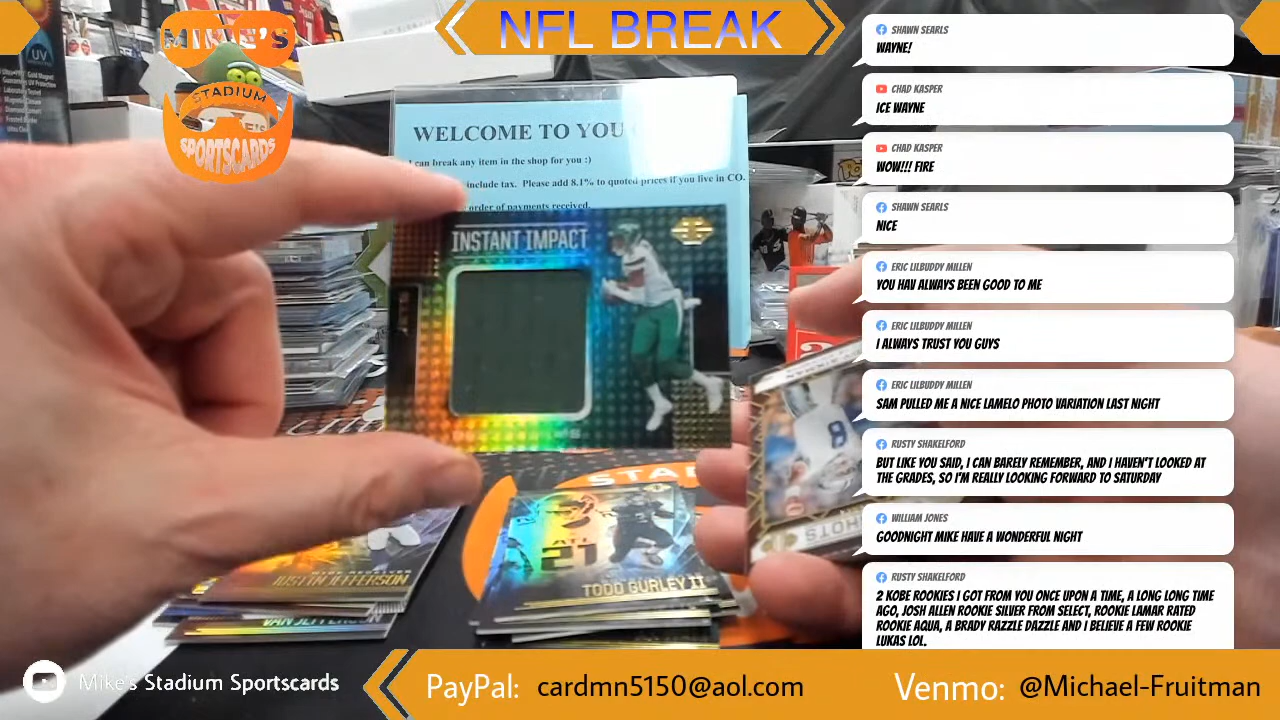 NFL BREAK
MIKE'S
STADIUM
SPORTSCARDS
UV
WELCOME TO YOU
can break any item in the shop for you :)
include tax. Please add 8.1% to quoted prices if you live in CO.
order of payments received.
INSTANT IMPACT
STAD
8
21
TODD GURLEY II
JUSTIN JEFFERSON
VAN JEFFERSON
SHAWN SEARLS
WAYNE!
CHAD KASPER
ICE WAYNE
CHAD KASPER
WOW!!! FIRE
SHAWN SEARLS
NICE
ERIC LILBUDDY MILLEN
YOU HAV ALWAYS BEEN GOOD TO ME
ERIC LILBUDDY MILLEN
I ALWAYS TRUST YOU GUYS
ERIC LILBUDDY MILLEN
SAM PULLED ME A NICE LAMELO PHOTO VARIATION LAST NIGHT
RUSTY SHAKELFORD
BUT LIKE YOU SAID, I CAN BARELY REMEMBER, AND I HAVEN'T LOOKED AT
THE GRADES, SO I'M REALLY LOOKING FORWARD TO SATURDAY
WILLIAM JONES
GOODNIGHT MIKE HAVE A WONDERFUL NIGHT
RUSTY SHAKELFORD
2 KOBE ROOKIES I GOT FROM YOU ONCE UPON A TIME, A LONG LONG TIME
AGO, JOSH ALLEN ROOKIE SILVER FROM SELECT, ROOKIE LAMAR RATED
ROOKIE AQUA, A BRADY RAZZLE DAZZLE AND I BELIEVE A FEW ROOKIE
LUKAS LOL.
Mike's Stadium Sportscards
PayPal: cardmn5150@aol.com
Venmo: @Michael-Fruitman